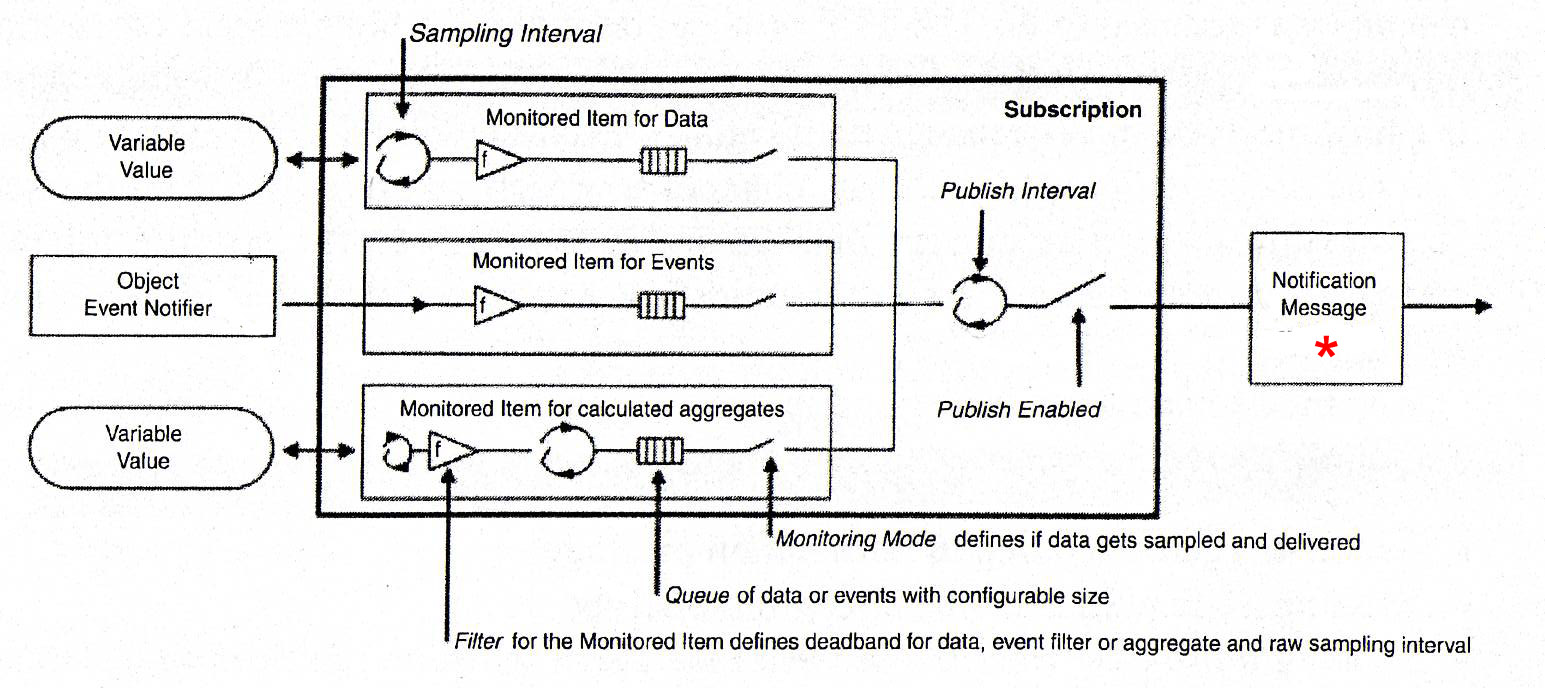 Sampling Interval
Subscription
Monitored Item for Data
Variable
Value
f
Publish Interval
Monitored Item for Events
Object
Event Notifier
f
Notification
Message
*
Publish Enabled
Monitored Item for calculated aggregates
Variable
Value
f
Monitoring Mode defines if data gets sampled and delivered
Queue of data or events with configurable size
Filter for the Monitored Item defines deadband for data, event filter or aggregate and raw sampling interval